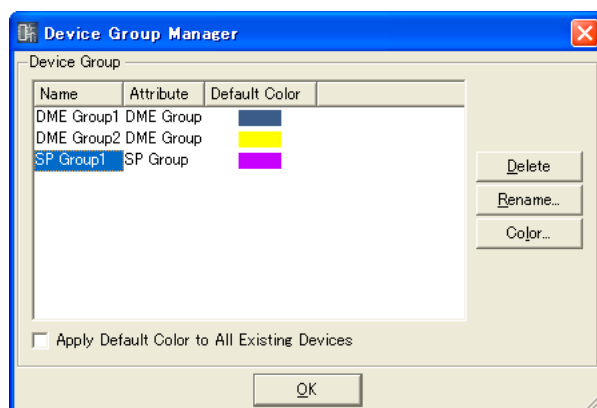 Device Group Manager
Device Group
Name Attribute Default Color
DME Group1 DME Group
DME Group2 DME Group
SP Group1 SP Group
Delete
Rename...
Color...
Apply Default Color to All Existing Devices
OK